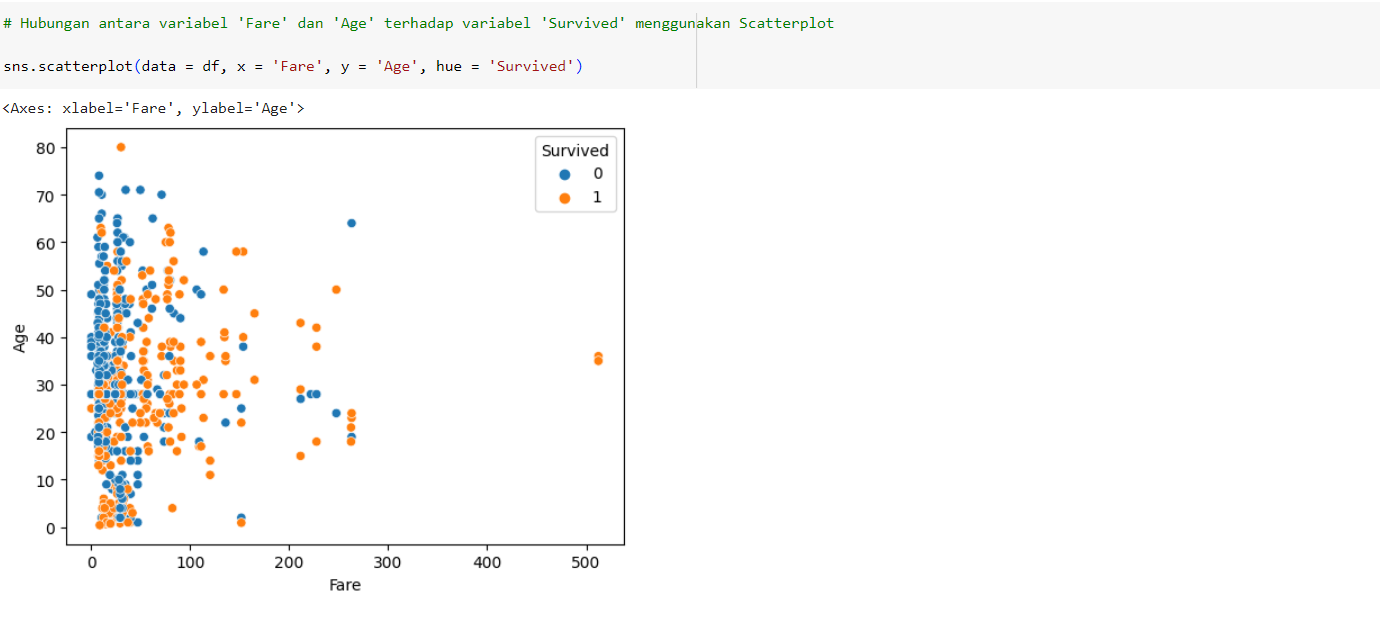 # Hubungan antara variabel 'Fare' dan 'Age' terhadap variabel 'Survived' menggunakan Scatterplot
sns.scatterplot(data = df, x = 'Fare', y = 'Age', hue = 'Survived')
<Axes: xlabel='Fare', ylabel='Age'>
Survived
0
1
80
70
60
50
40
30
20
10
0
Age
0 100 200 300 400 500
Fare